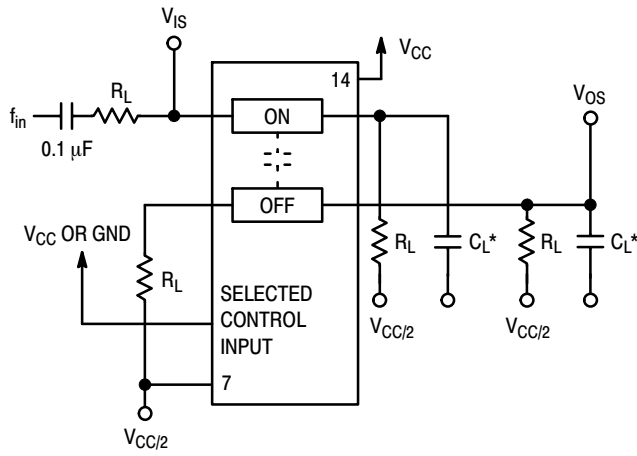 V_IS
V_CC
14
f_in
R_L
0.1 μF
ON
V_OS
OFF
V_CC OR GND
R_L
R_L
C_L*
R_L
C_L*
SELECTED
CONTROL
INPUT
V_CC/2
V_CC/2
7
V_CC/2